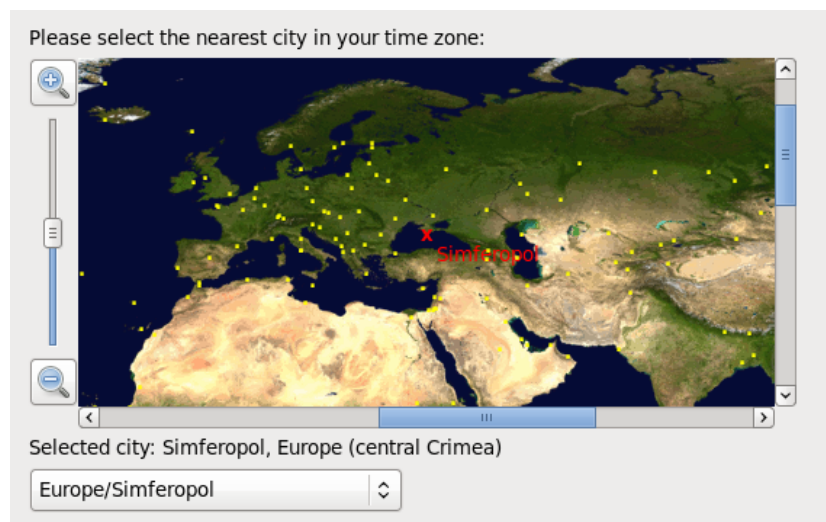 Please select the nearest city in your time zone:
Simferopol
Selected city: Simferopol, Europe (central Crimea)
Europe/Simferopol